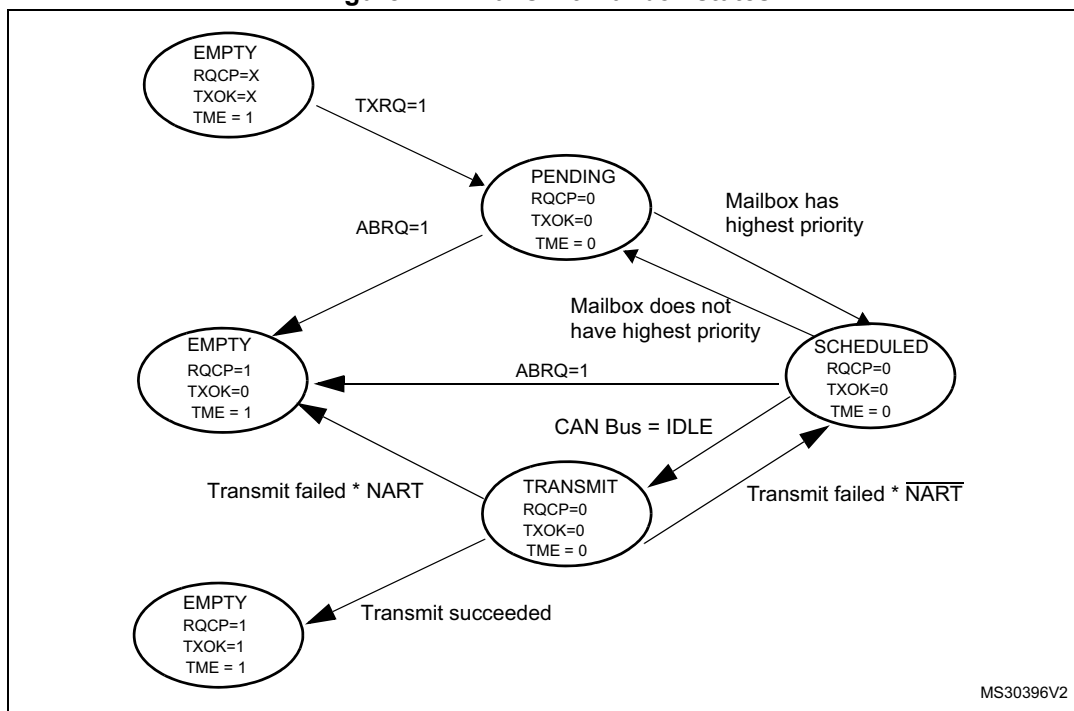 EMPTY
RQCP=X
TXOK=X
TME = 1
TXRQ=1
PENDING
RQCP=0
TXOK=0
TME = 0
Mailbox has
highest priority
ABRQ=1
Mailbox does not
have highest priority
EMPTY
RQCP=1
TXOK=0
TME = 1
ABRQ=1
SCHEDULED
RQCP=0
TXOK=0
TME = 0
CAN Bus = IDLE
Transmit failed * NART
TRANSMIT
RQCP=0
TXOK=0
TME = 0
Transmit failed * N̅A̅R̅T̅
EMPTY
RQCP=1
TXOK=1
TME = 1
Transmit succeeded
MS30396V2